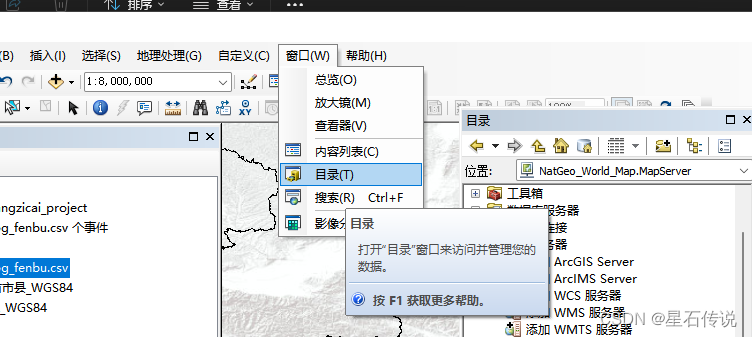 排序 查看 •••
(B) 插入(I) 选择(S) 地理处理(G) 自定义(C) 窗口(W) 帮助(H)
1:8,000,000
总览(O)
放大镜(M)
查看器(V)
内容列表(C)
目录(T)
搜索(R) Ctrl+F
影像分
目录
打开“目录”窗口来访问并管理您的
数据。
按 F1 获取更多帮助。
angzicai_project
g_fenbu.csv 个事件
g_fenbu.csv
市县_WGS84
_WGS84
100%
目录
位置: NatGeo_World_Map.MapServer
工具箱
数据库服务器
连接
务器
ArcGIS Server
ArcIMS Server
WCS 服务器
WMS 服务器
添加 WMTS 服务器
CSDN @星石传说